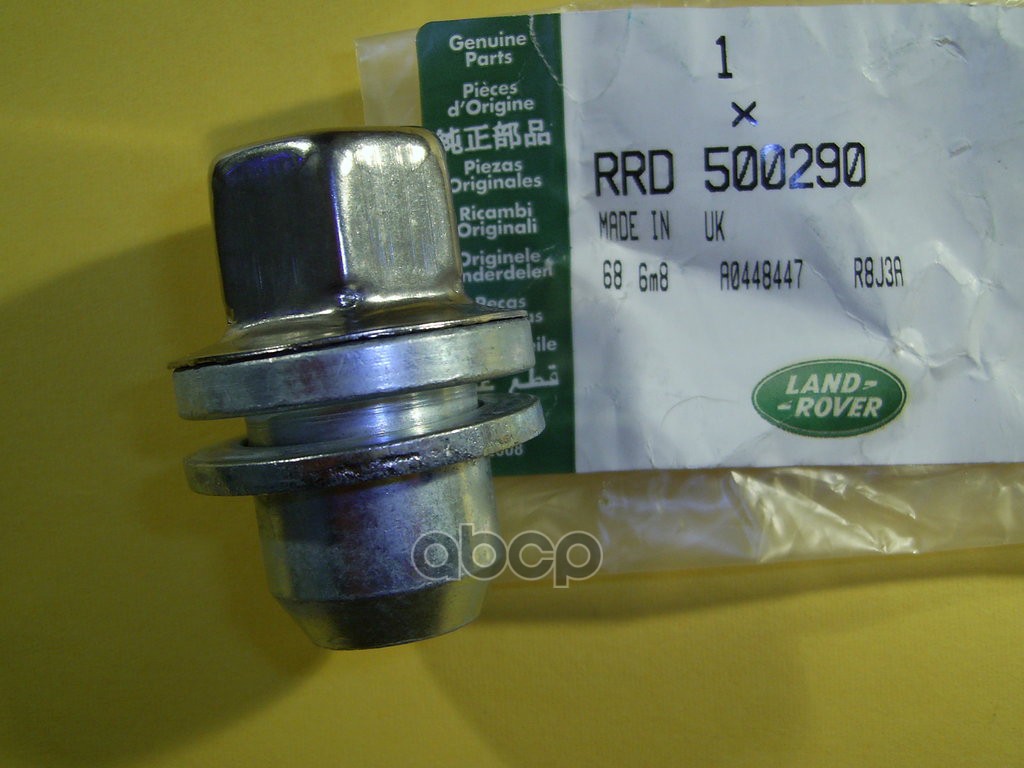 Genuine
Parts
Pièces
d'Origine
純正部品
Piezas
Originales
Ricambi
Originali
Originele
1
×
RRD 500290
MADE IN UK
68 6m8 A0448447 R8J3A
LAND-
-ROVER
abcp